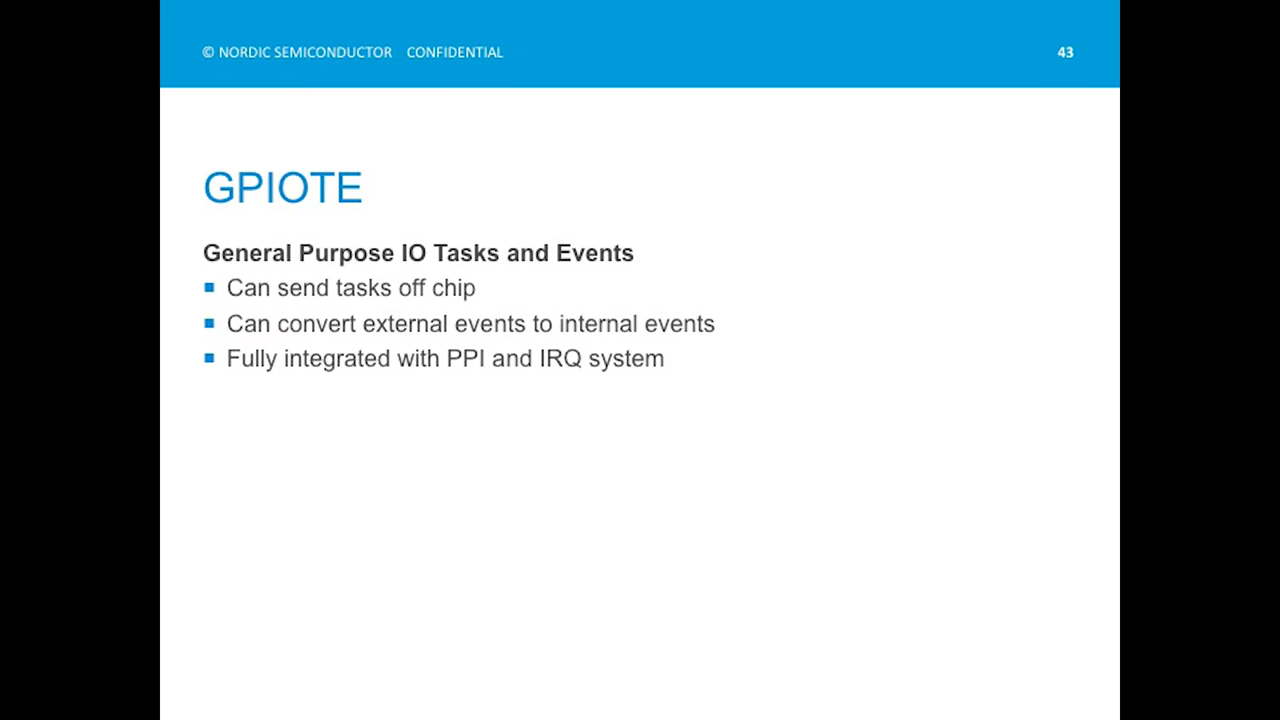 © NORDIC SEMICONDUCTOR CONFIDENTIAL 43
GPIOTE
General Purpose IO Tasks and Events
Can send tasks off chip
Can convert external events to internal events
Fully integrated with PPI and IRQ system